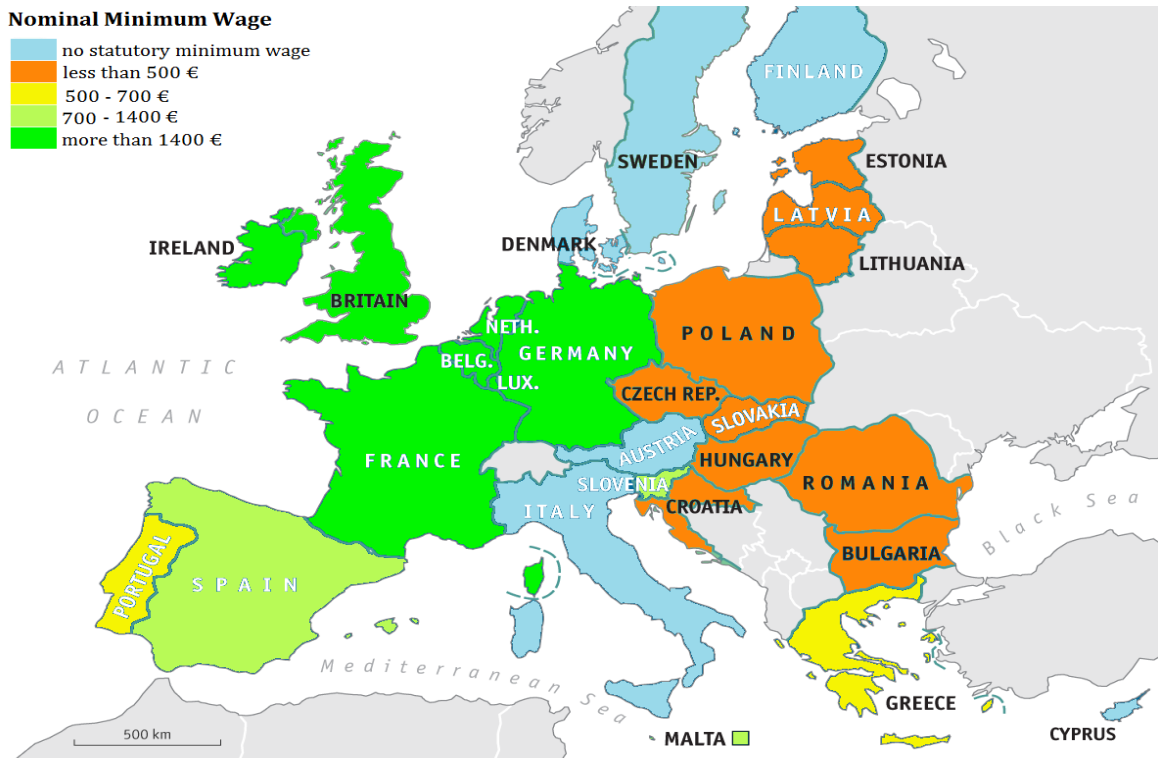 Nominal Minimum Wage
no statutory minimum wage
less than 500 €
500 - 700 €
700 - 1400 €
more than 1400 €
FINLAND
SWEDEN
ESTONIA
LATVIA
LITHUANIA
IRELAND
DENMARK
BRITAIN
NETH.
POLAND
BELG.
GERMANY
LUX.
ATLANTIC
OCEAN
CZECH REP.
SLOVAKIA
AUSTRIA
FRANCE
HUNGARY
SLOVENIA
ROMANIA
ITALY
CROATIA
Black Sea
BULGARIA
PORTUGAL
SPAIN
Mediterranean Sea
GREECE
500 km
MALTA
CYPRUS